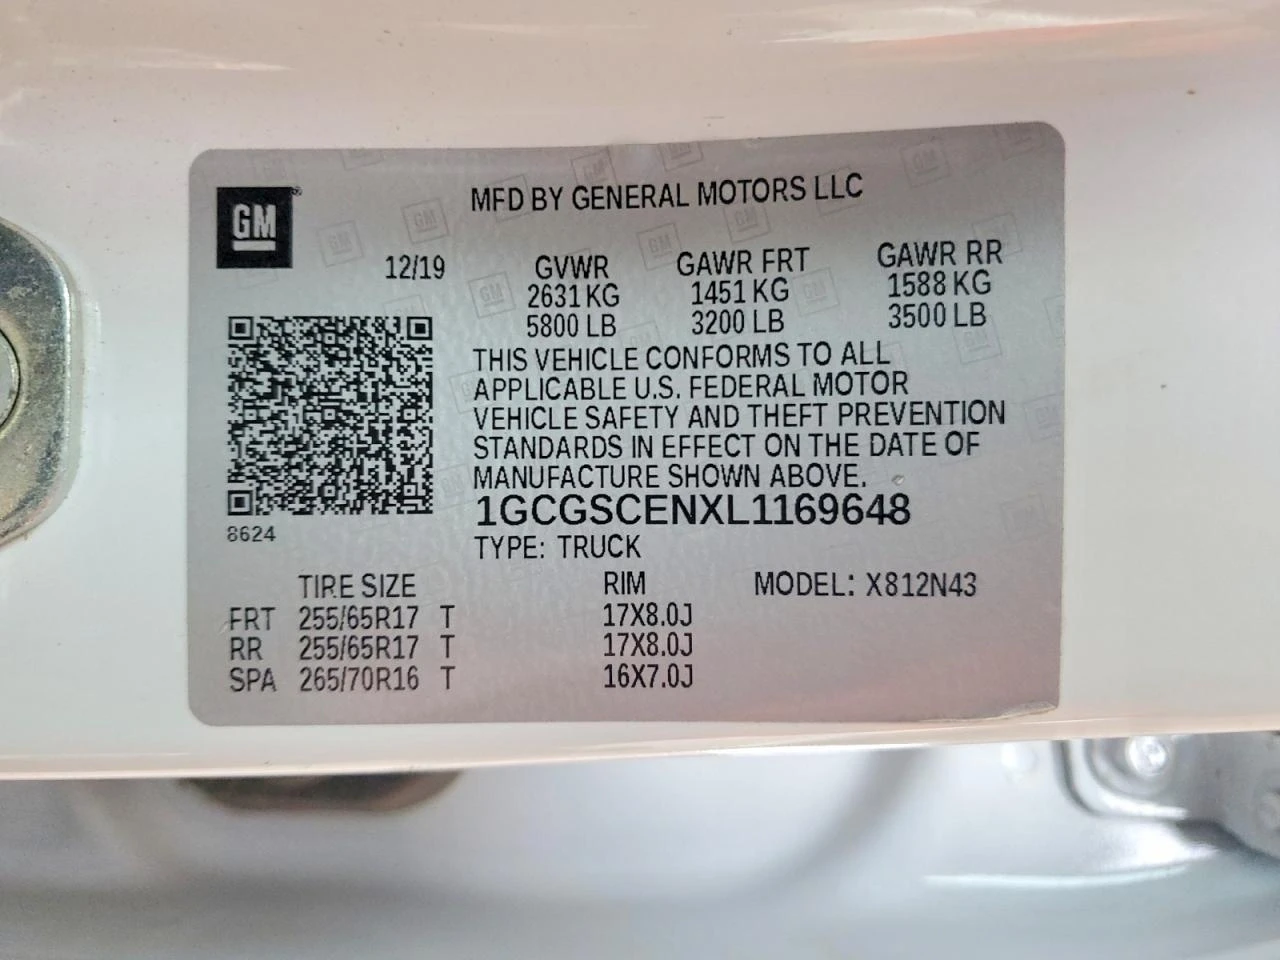 MFD BY GENERAL MOTORS LLC
GM
12/19 GVWR GAWR FRT GAWR RR
2631 KG 1451 KG 1588 KG
5800 LB 3200 LB 3500 LB
THIS VEHICLE CONFORMS TO ALL
APPLICABLE U.S. FEDERAL MOTOR
VEHICLE SAFETY AND THEFT PREVENTION
STANDARDS IN EFFECT ON THE DATE OF
MANUFACTURE SHOWN ABOVE.
1GCGSCENXL1169648
8624
TYPE: TRUCK
TIRE SIZE RIM MODEL: X812N43
FRT 255/65R17 T 17X8.0J
RR 255/65R17 T 17X8.0J
SPA 265/70R16 T 16X7.0J